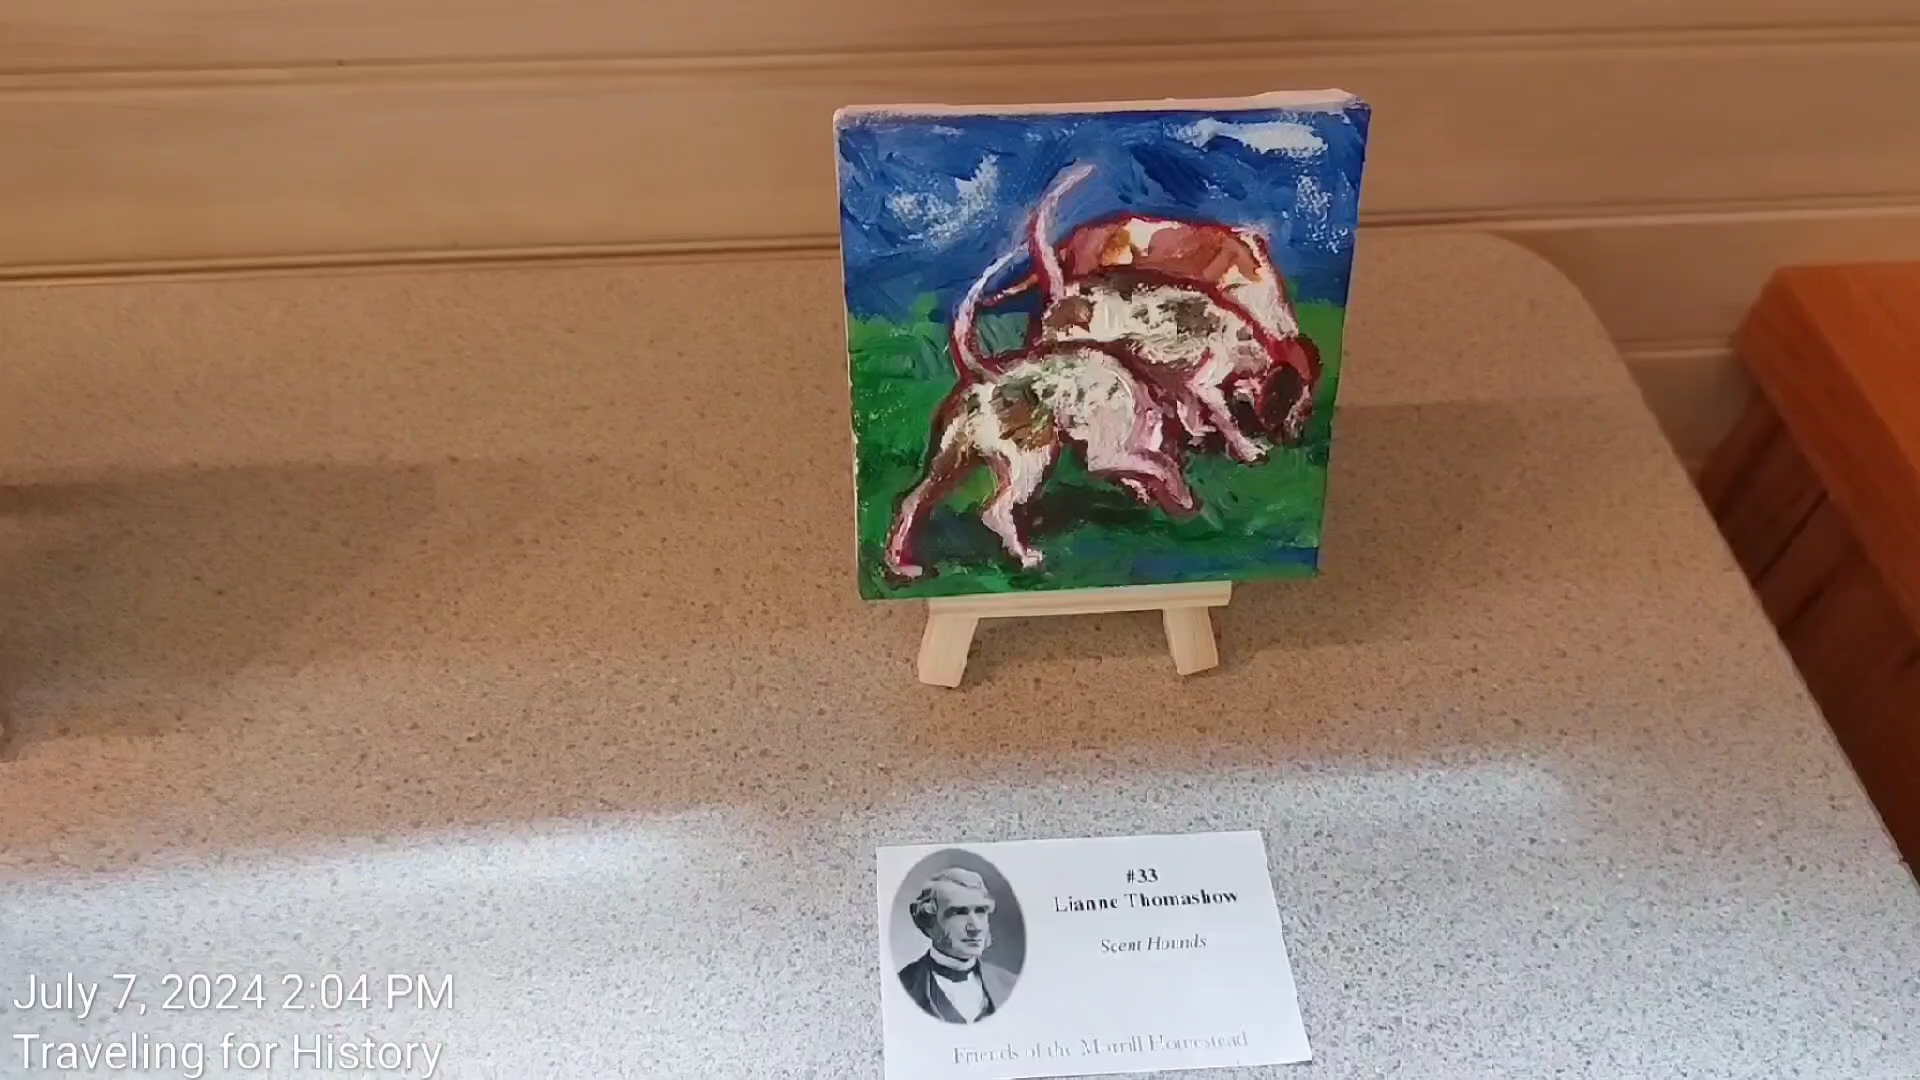 #33
Lianne Thomashow
Scent Hounds
Friends of the Morrill Homestead
July 7, 2024 2:04 PM
Traveling for History